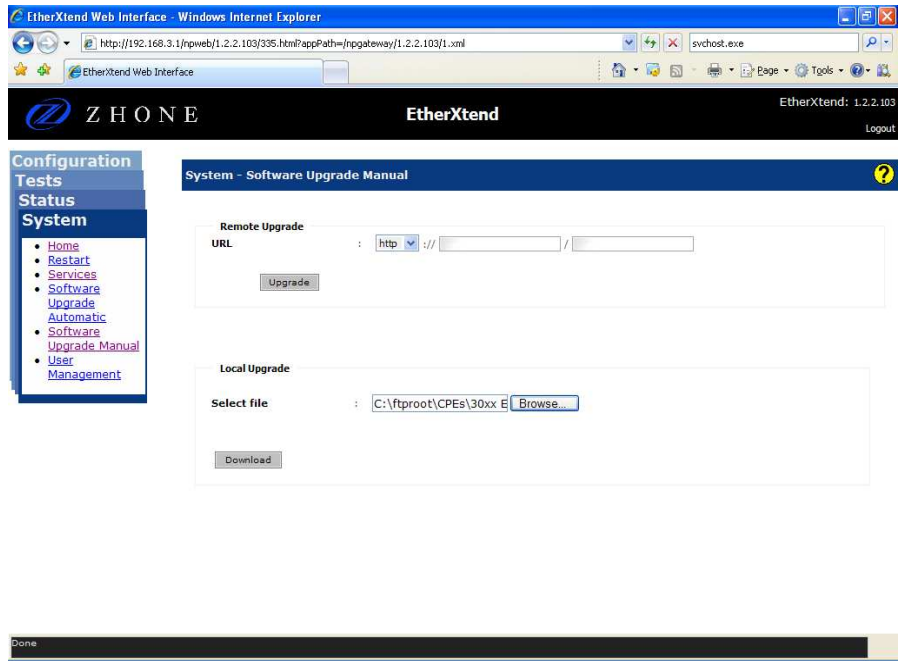 EtherXtend Web Interface - Windows Internet Explorer
http://192.168.3.1/npweb/1.2.2.103/335.html?appPath=/npgateway/1.2.2.103/1.xml
svchost.exe
EtherXtend Web Interface
Page
Tools
ZHONE
EtherXtend
EtherXtend: 1.2.2.103
Logout
Configuration
Tests
Status
System
Home
Restart
Services
Software
Upgrade
Automatic
Software
Upgrade Manual
User
Management
System - Software Upgrade Manual
?
Remote Upgrade
URL : http :// /
Upgrade
Local Upgrade
Select file : C:\ftproot\CPEs\30xx E Browse...
Download
Done